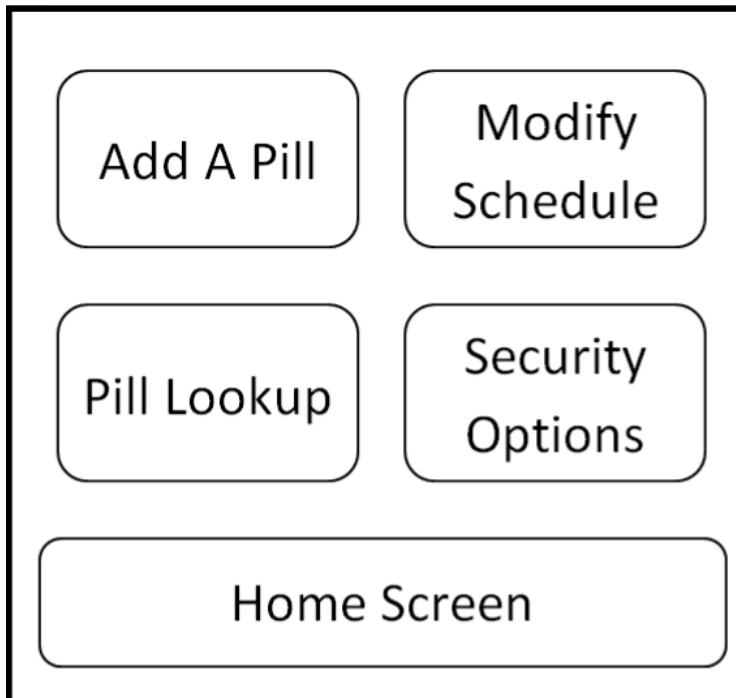 Add A Pill
Modify
Schedule
Pill Lookup
Security
Options
Home Screen